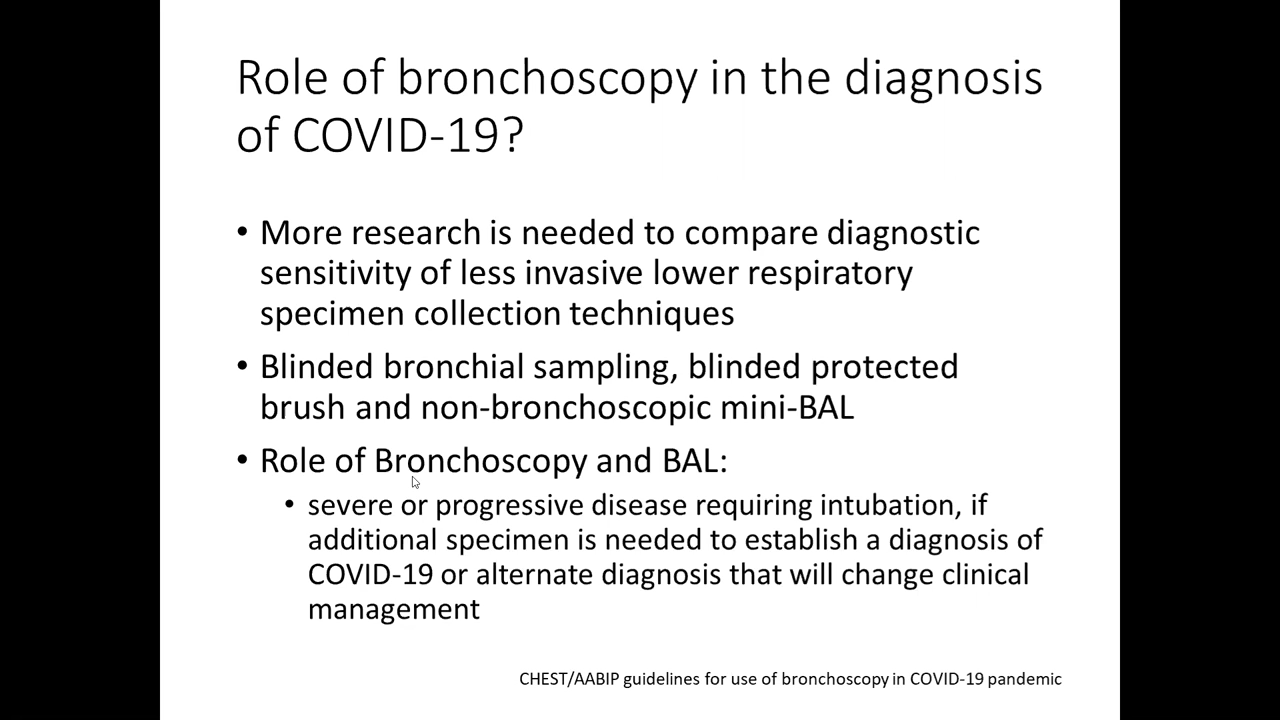 Role of bronchoscopy in the diagnosis
of COVID-19?
• More research is needed to compare diagnostic
sensitivity of less invasive lower respiratory
specimen collection techniques
• Blinded bronchial sampling, blinded protected
brush and non-bronchoscopic mini-BAL
• Role of Bronchoscopy and BAL:
• severe or progressive disease requiring intubation, if
additional specimen is needed to establish a diagnosis of
COVID-19 or alternate diagnosis that will change clinical
management
CHEST/AABIP guidelines for use of bronchoscopy in COVID-19 pandemic